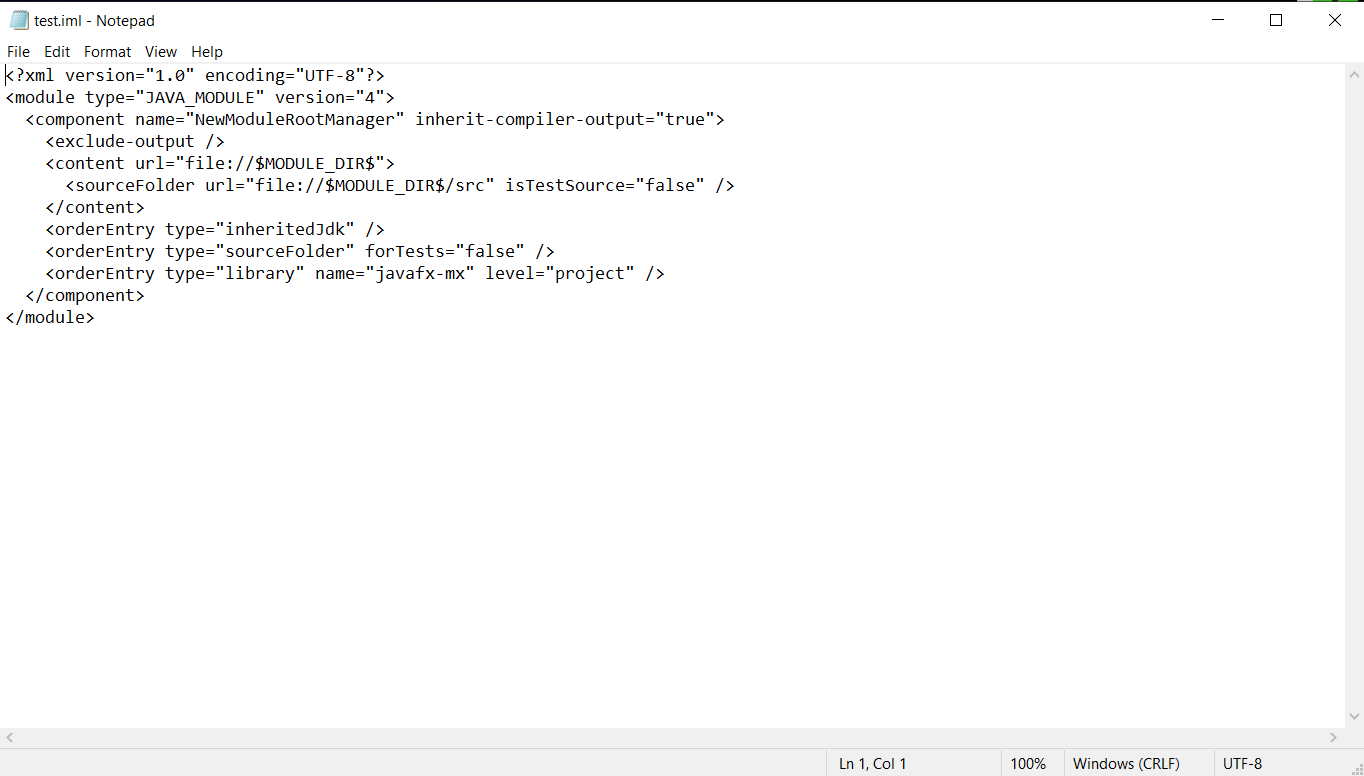 test.iml - Notepad
File Edit Format View Help
<?xml version="1.0" encoding="UTF-8"?>
<module type="JAVA_MODULE" version="4">
  <component name="NewModuleRootManager" inherit-compiler-output="true">
    <exclude-output />
    <content url="file://$MODULE_DIR$">
      <sourceFolder url="file://$MODULE_DIR$/src" isTestSource="false" />
    </content>
    <orderEntry type="inheritedJdk" />
    <orderEntry type="sourceFolder" forTests="false" />
    <orderEntry type="library" name="javafx-mx" level="project" />
  </component>
</module>
Ln 1, Col 1 100% Windows (CRLF) UTF-8